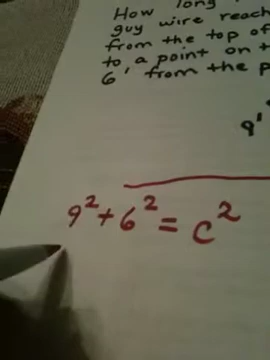 How long
guy wire reach
from the top of
to a point on
6' from the
9'
9² + 6² = c²